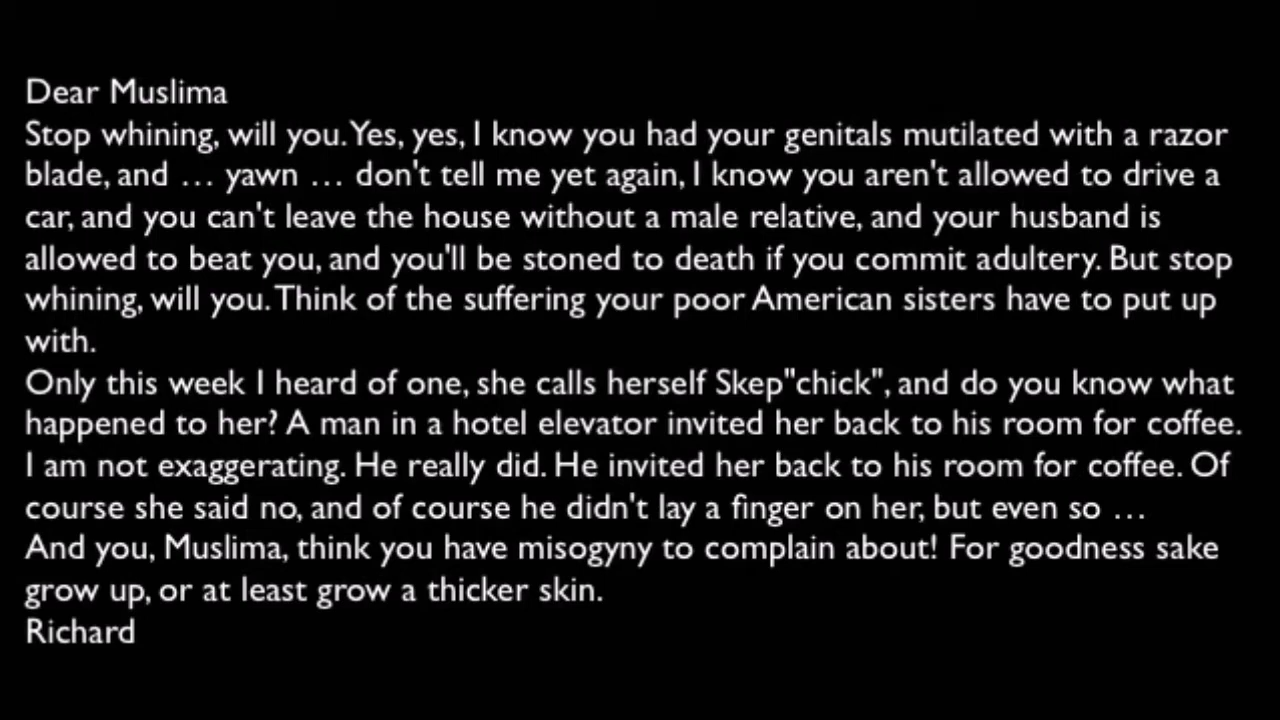 Dear Muslima
Stop whining, will you. Yes, yes, I know you had your genitals mutilated with a razor
blade, and … yawn … don't tell me yet again, I know you aren't allowed to drive a
car, and you can't leave the house without a male relative, and your husband is
allowed to beat you, and you'll be stoned to death if you commit adultery. But stop
whining, will you. Think of the suffering your poor American sisters have to put up
with.
Only this week I heard of one, she calls herself Skep"chick", and do you know what
happened to her? A man in a hotel elevator invited her back to his room for coffee.
I am not exaggerating. He really did. He invited her back to his room for coffee. Of
course she said no, and of course he didn't lay a finger on her, but even so …
And you, Muslima, think you have misogyny to complain about! For goodness sake
grow up, or at least grow a thicker skin.
Richard